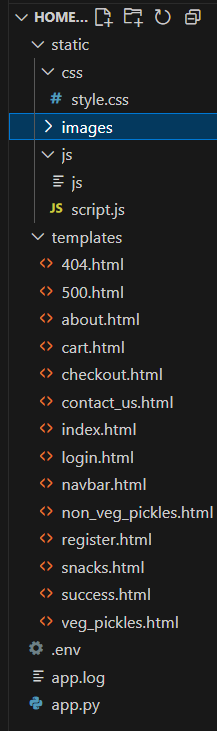 HOME...
static
css
# style.css
images
js
js
JS script.js
templates
404.html
500.html
about.html
cart.html
checkout.html
contact_us.html
index.html
login.html
navbar.html
non_veg_pickles.html
register.html
snacks.html
success.html
veg_pickles.html
.env
app.log
app.py